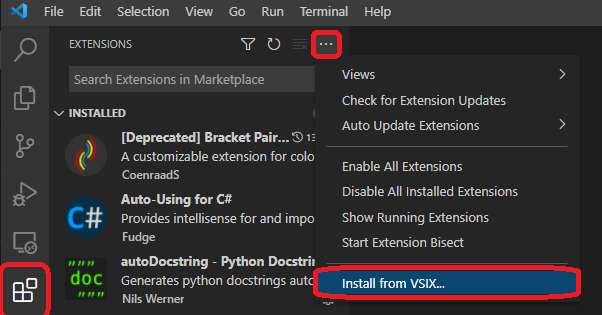 File Edit Selection View Go Run Terminal Help
EXTENSIONS
Search Extensions in Marketplace
INSTALLED
[Deprecated] Bracket Pair... 13
A customizable extension for colo
CoenraadS
C#
Auto-Using for C#
Provides intellisense for and impo
Fudge
"""
doc
"""
autoDocstring - Python Docstring
Generates python docstrings auto
Nils Werner
Views
Check for Extension Updates
Auto Update Extensions
Enable All Extensions
Disable All Installed Extensions
Show Running Extensions
Start Extension Bisect
Install from VSIX...